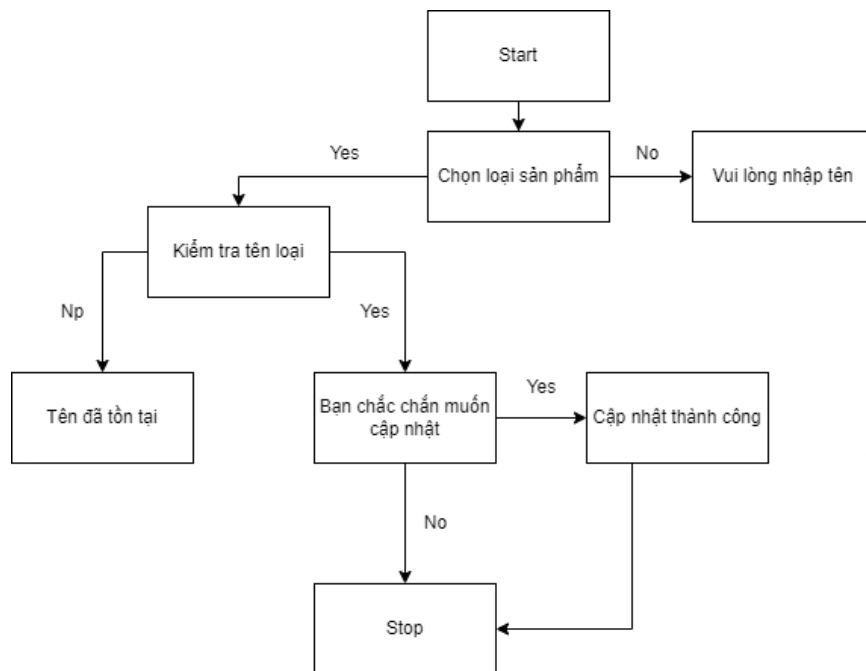 Start
Yes
Chọn loại sản phẩm
No
Vui lòng nhập tên
Kiểm tra tên loại
Np
Yes
Tên đã tồn tại
Bạn chắc chắn muốn
cập nhật
Yes
Cập nhật thành công
No
Stop